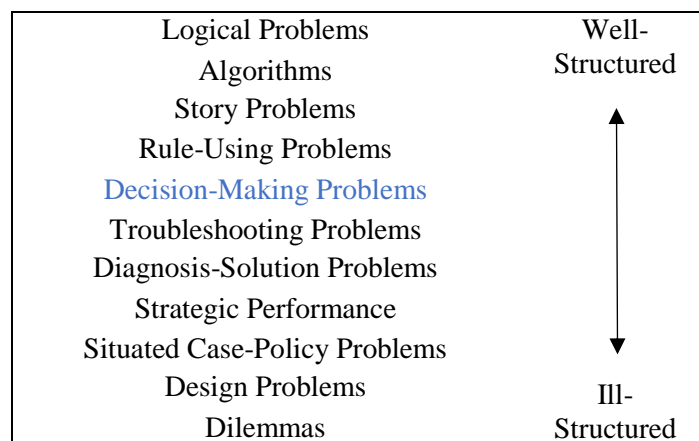 Logical Problems
Algorithms
Story Problems
Rule-Using Problems
Decision-Making Problems
Troubleshooting Problems
Diagnosis-Solution Problems
Strategic Performance
Situated Case-Policy Problems
Design Problems
Dilemmas
Well-
Structured
Ill-
Structured